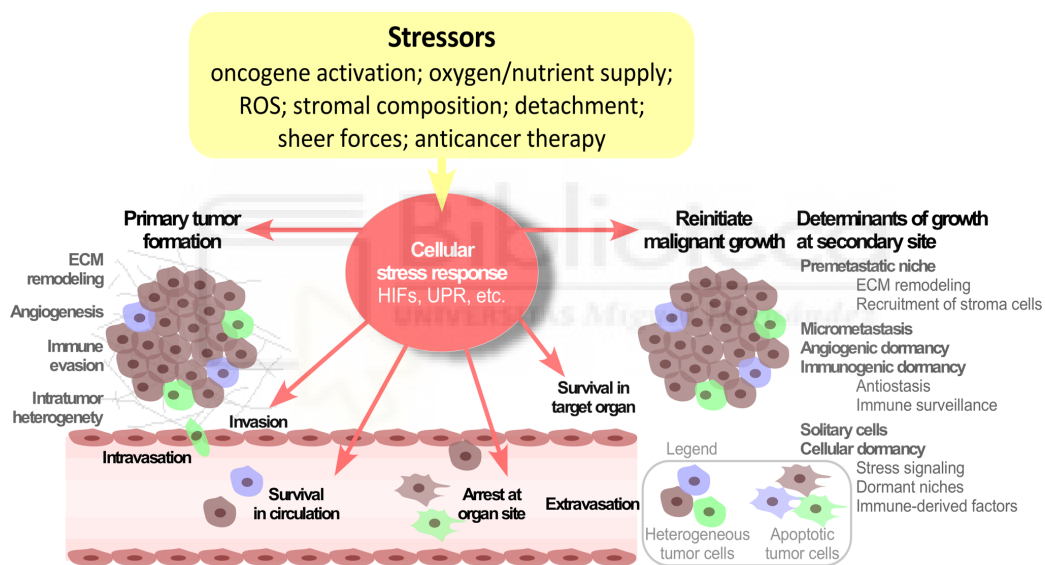 Stressors
oncogene activation; oxygen/nutrient supply;
ROS; stromal composition; detachment;
sheer forces; anticancer therapy
Primary tumor
formation
ECM
remodeling
Angiogenesis
Immune
evasion
Intratumor
heterogenety
Cellular
stress response
HIFs, UPR, etc.
Reinitiate
malignant growth
Determinants of growth
at secondary site
Premetastatic niche
ECM remodeling
Recruitment of stroma cells
Micrometastasis
Angiogenic dormancy
Immunogenic dormancy
Antiostasis
Immune surveillance
Solitary cells
Cellular dormancy
Stress signaling
Dormant niches
Immune-derived factors
Invasion
Survival in
target organ
Intravasation
Survival
in circulation
Arrest at
organ site
Extravasation
Legend
Heterogeneous
tumor cells
Apoptotic
tumor cells
Biblioteca